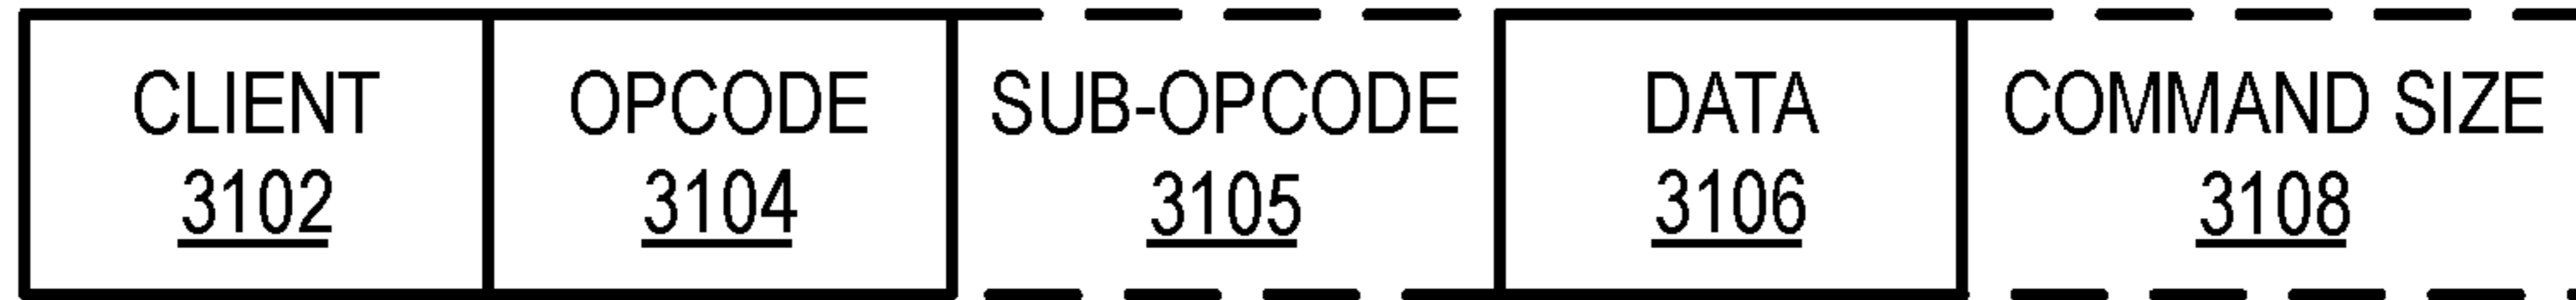 CLIENT
3102
OPCODE
3104
SUB-OPCODE
3105
DATA
3106
COMMAND SIZE
3108